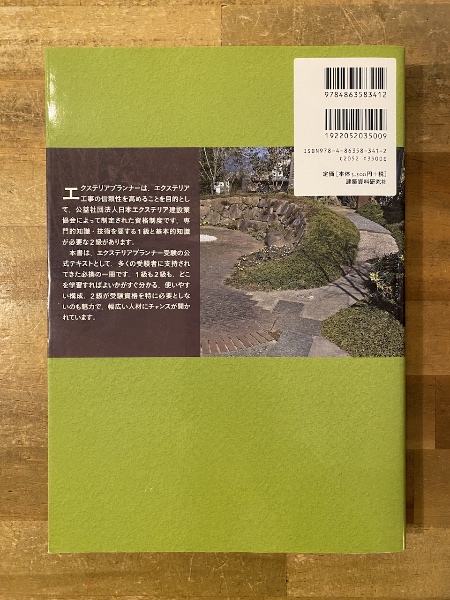 9784863583412
1922052035009
ISBN978-4-86358-341-2
C2052 ¥3500E
定価[本体3,500円+税]
建築資料研究社
エクステリアプランナーは、エクステリア
工事の信頼性を高めることを目的とし
て、公益社団法人日本エクステリア建設業
協会によって制定された資格制度です。専
門的知識・技術を要する1級と基本的知識
が必要な2級があります。
本書は、エクステリアプランナー受験の公
式テキストとして、多くの受験者に支持され
てきた必携の一冊です。1級も2級も、どこ
を学習すればよいかがすぐ分かる、使いやす
い構成。2級が受験資格を特に必要としな
いのも魅力で、幅広い人材にチャンスが開か
れています。